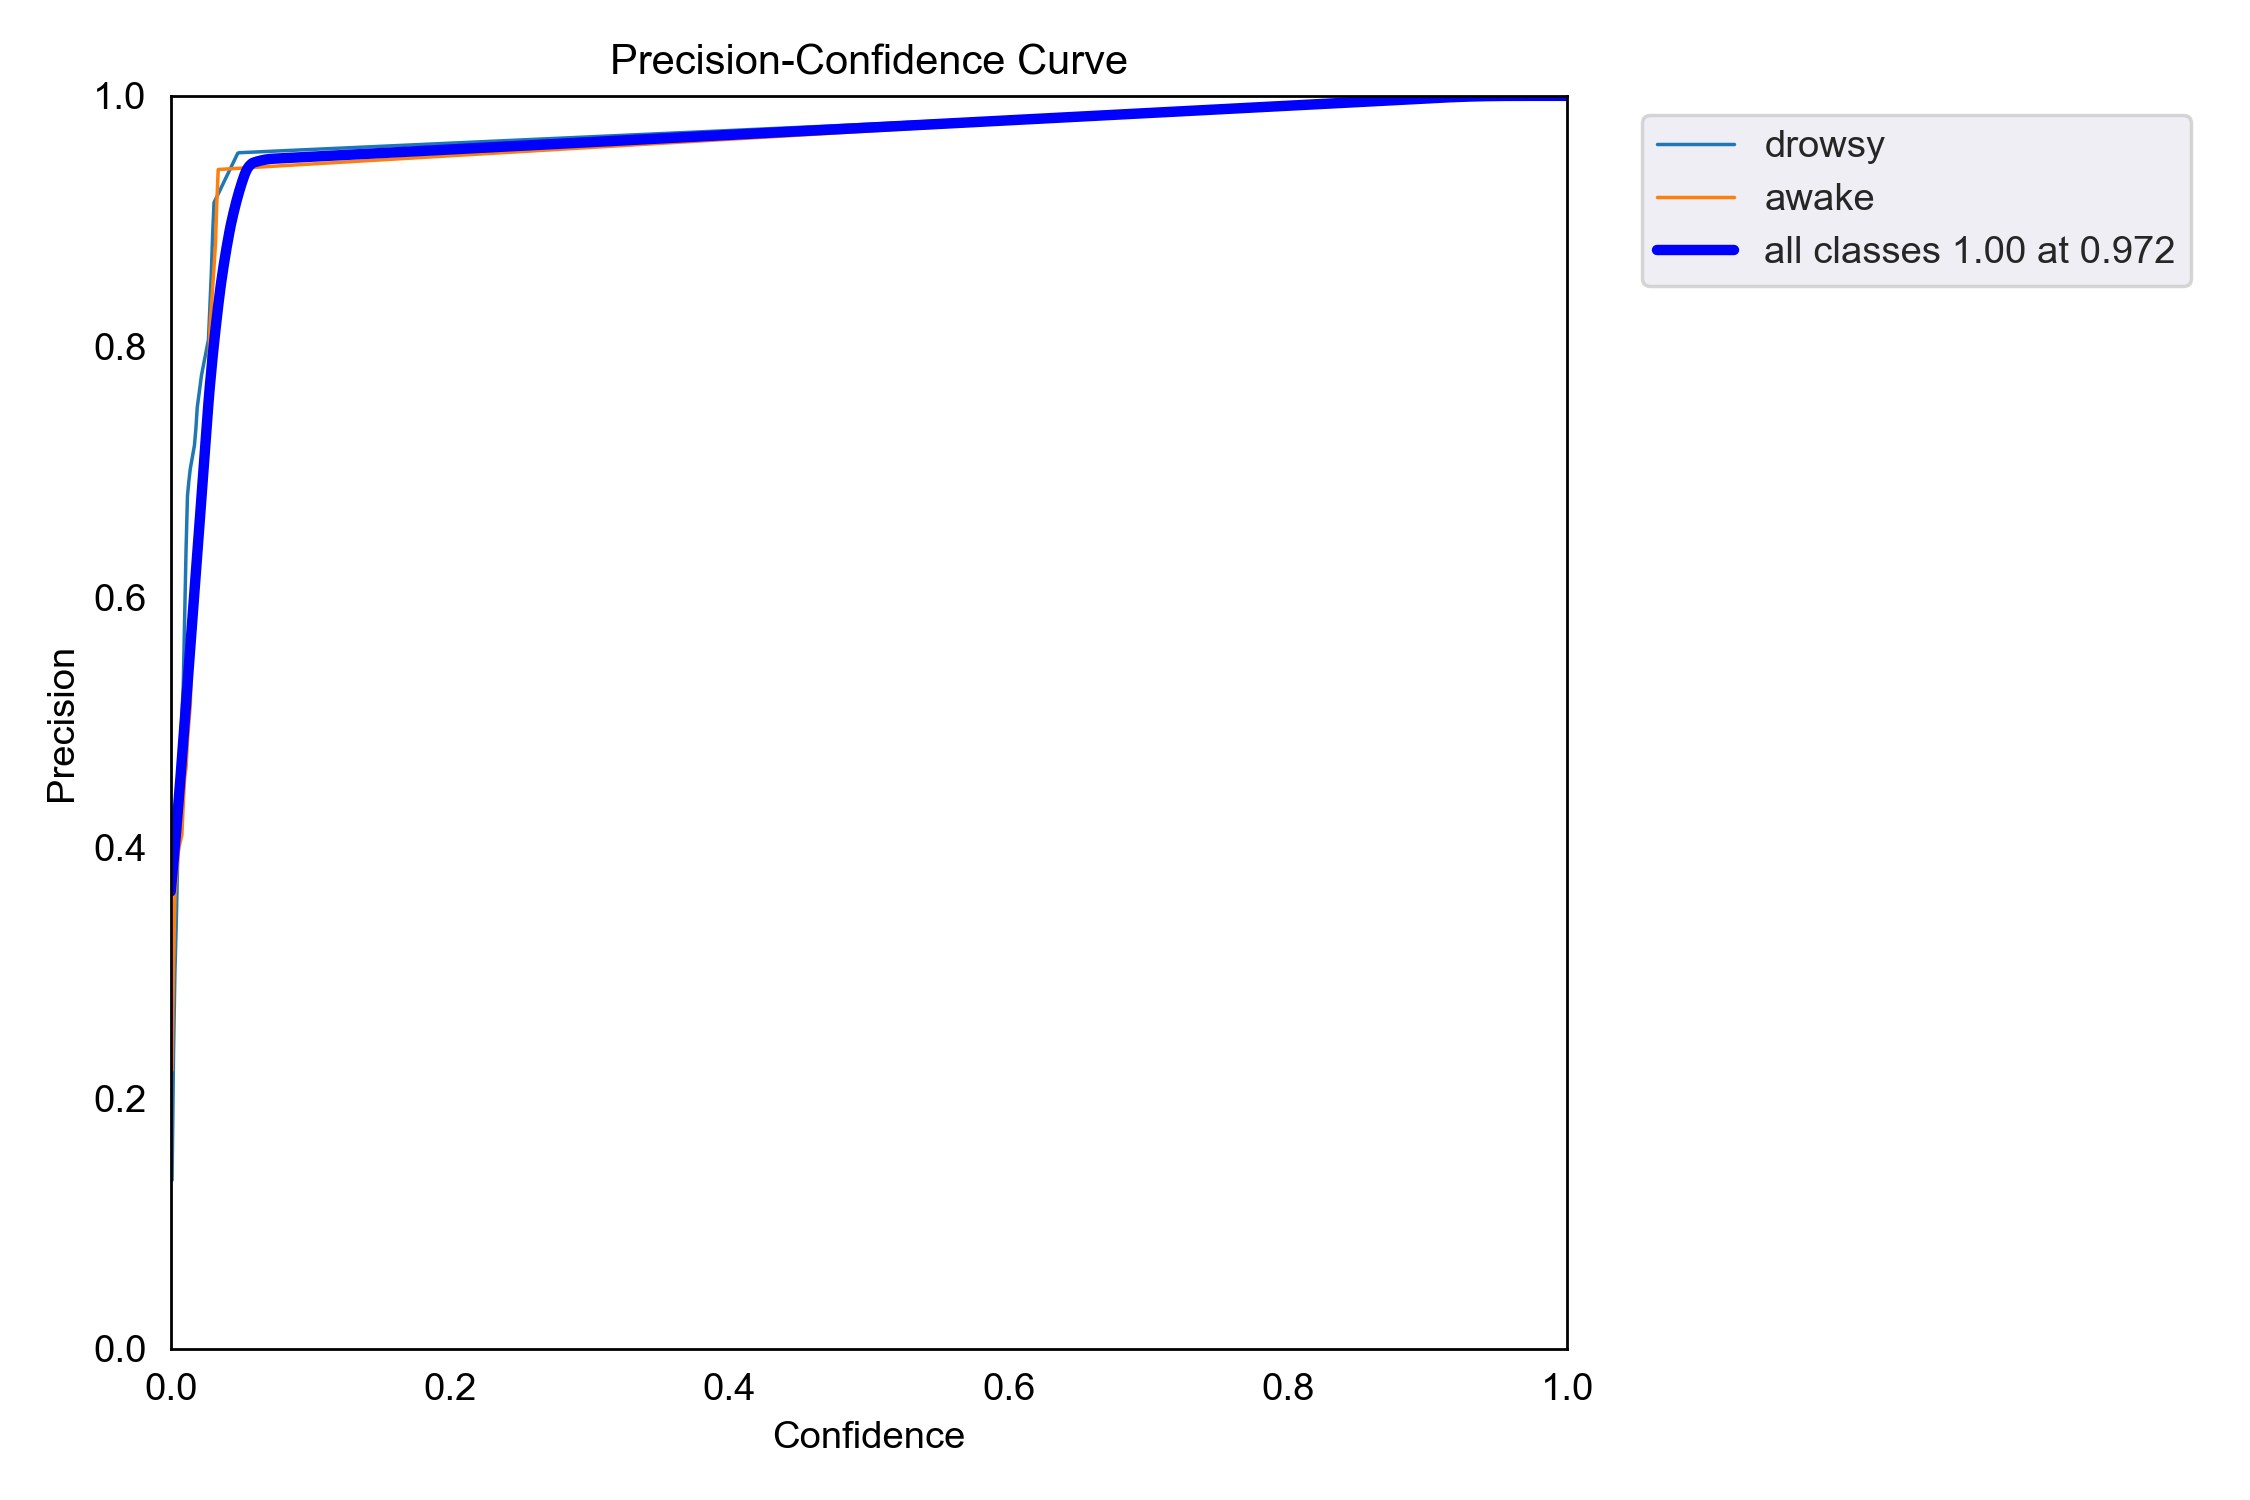 Precision-Confidence Curve
1.0
0.8
0.6
0.4
0.2
0.0
Precision
0.0 0.2 0.4 0.6 0.8 1.0
Confidence
drowsy
awake
all classes 1.00 at 0.972